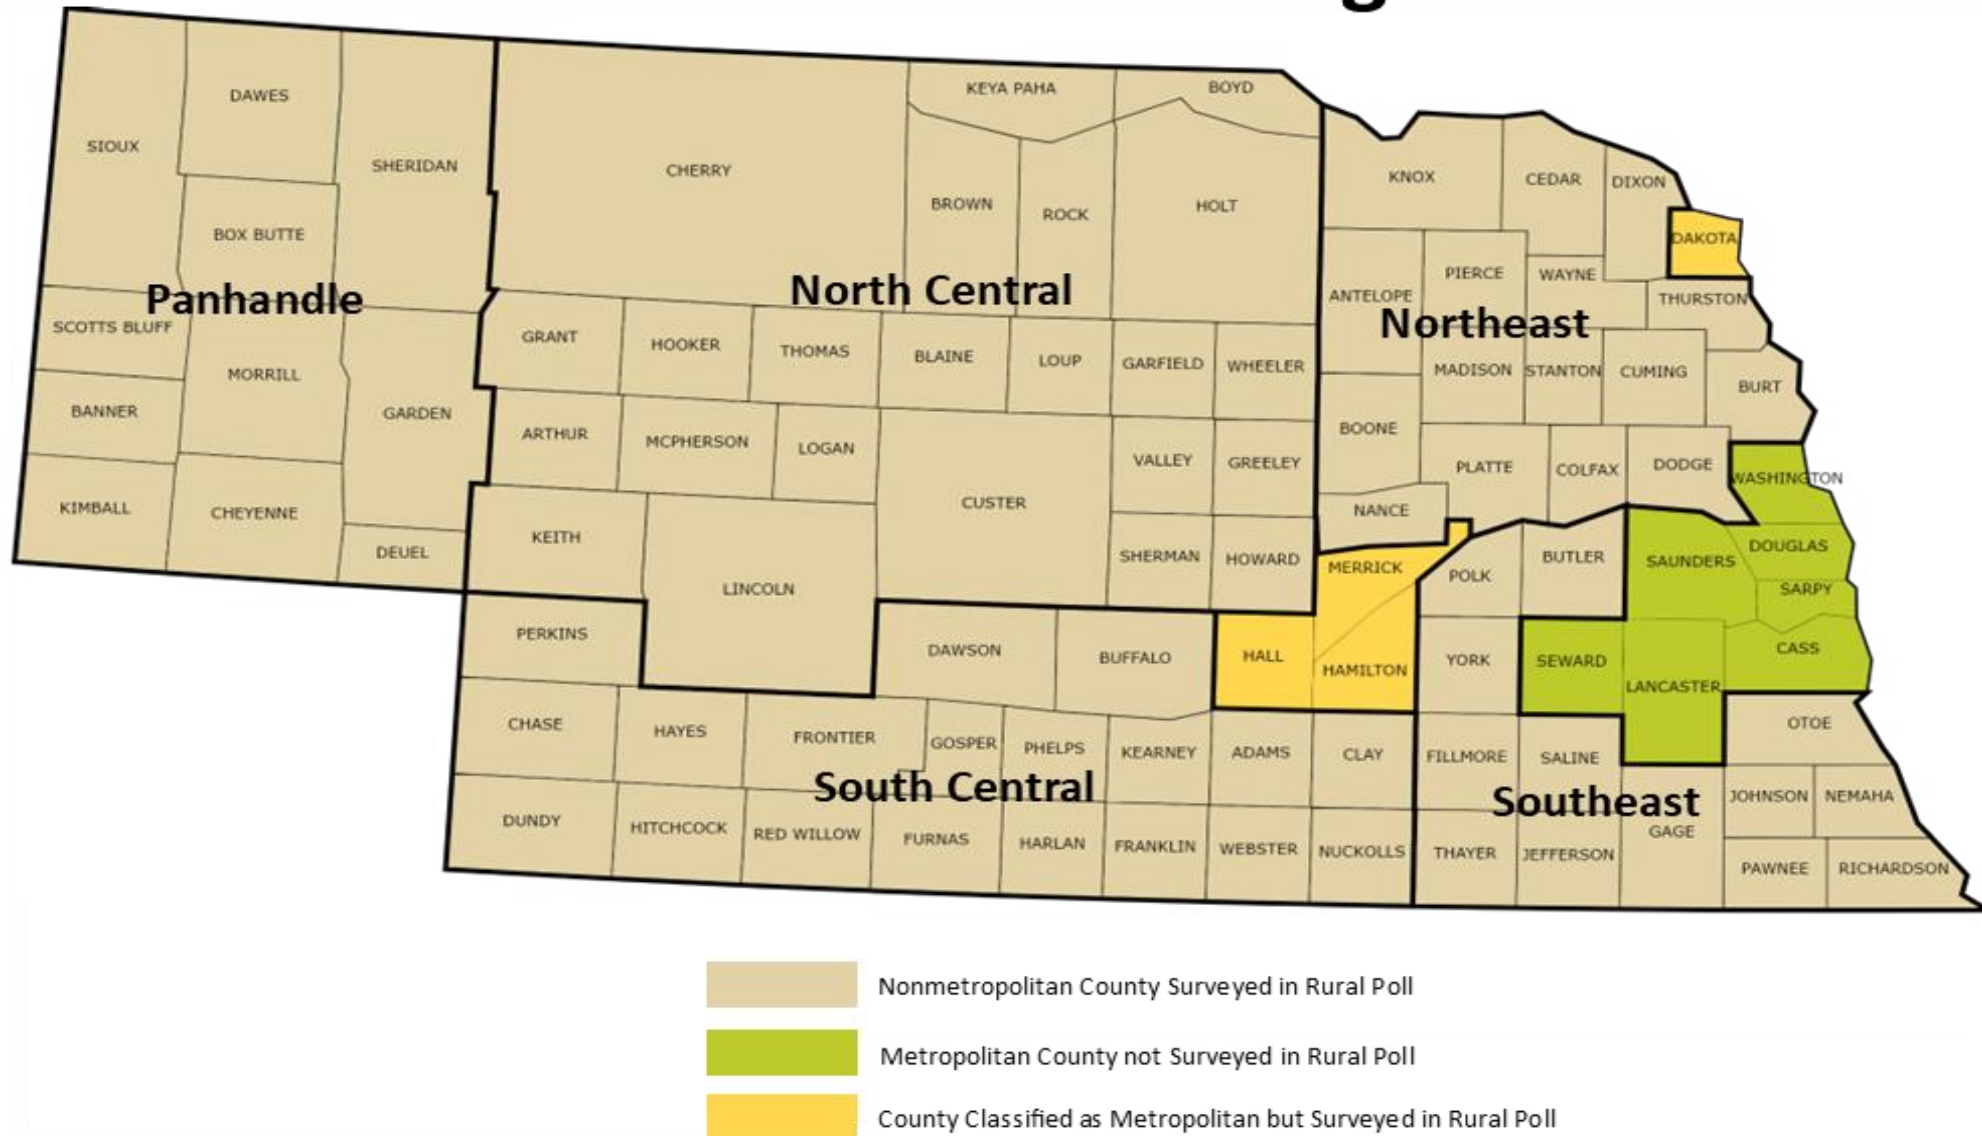 g
KEYA PAHA
BOYD
DAWES
SIOUX
SHERIDAN
CHERRY
BROWN
ROCK
HOLT
KNOX
CEDAR
DIXON
BOX BUTTE
DAKOTA
Panhandle
North Central
ANTELOPE
PIERCE
WAYNE
THURSTON
Northeast
SCOTTS BLUFF
MORRILL
GRANT
HOOKER
THOMAS
BLAINE
LOUP
GARFIELD
WHEELER
MADISON
STANTON
CUMING
BURT
BANNER
GARDEN
ARTHUR
MCPHERSON
LOGAN
CUSTER
VALLEY
GREELEY
BOONE
PLATTE
COLFAX
DODGE
WASHINGTON
KIMBALL
CHEYENNE
DEUEL
KEITH
LINCOLN
SHERMAN
HOWARD
NANCE
MERRICK
POLK
BUTLER
SAUNDERS
DOUGLAS
SARPY
PERKINS
DAWSON
BUFFALO
HALL
HAMILTON
YORK
SEWARD
LANCASTER
CASS
CHASE
HAYES
FRONTIER
GOSPER
PHELPS
KEARNEY
ADAMS
CLAY
FILLMORE
SALINE
OTOE
South Central
Southeast
JOHNSON
NEMAHA
DUNDY
HITCHCOCK
RED WILLOW
FURNAS
HARLAN
FRANKLIN
WEBSTER
NUCKOLLS
THAYER
JEFFERSON
GAGE
PAWNEE
RICHARDSON
Nonmetropolitan County Surveyed in Rural Poll
Metropolitan County not Surveyed in Rural Poll
County Classified as Metropolitan but Surveyed in Rural Poll